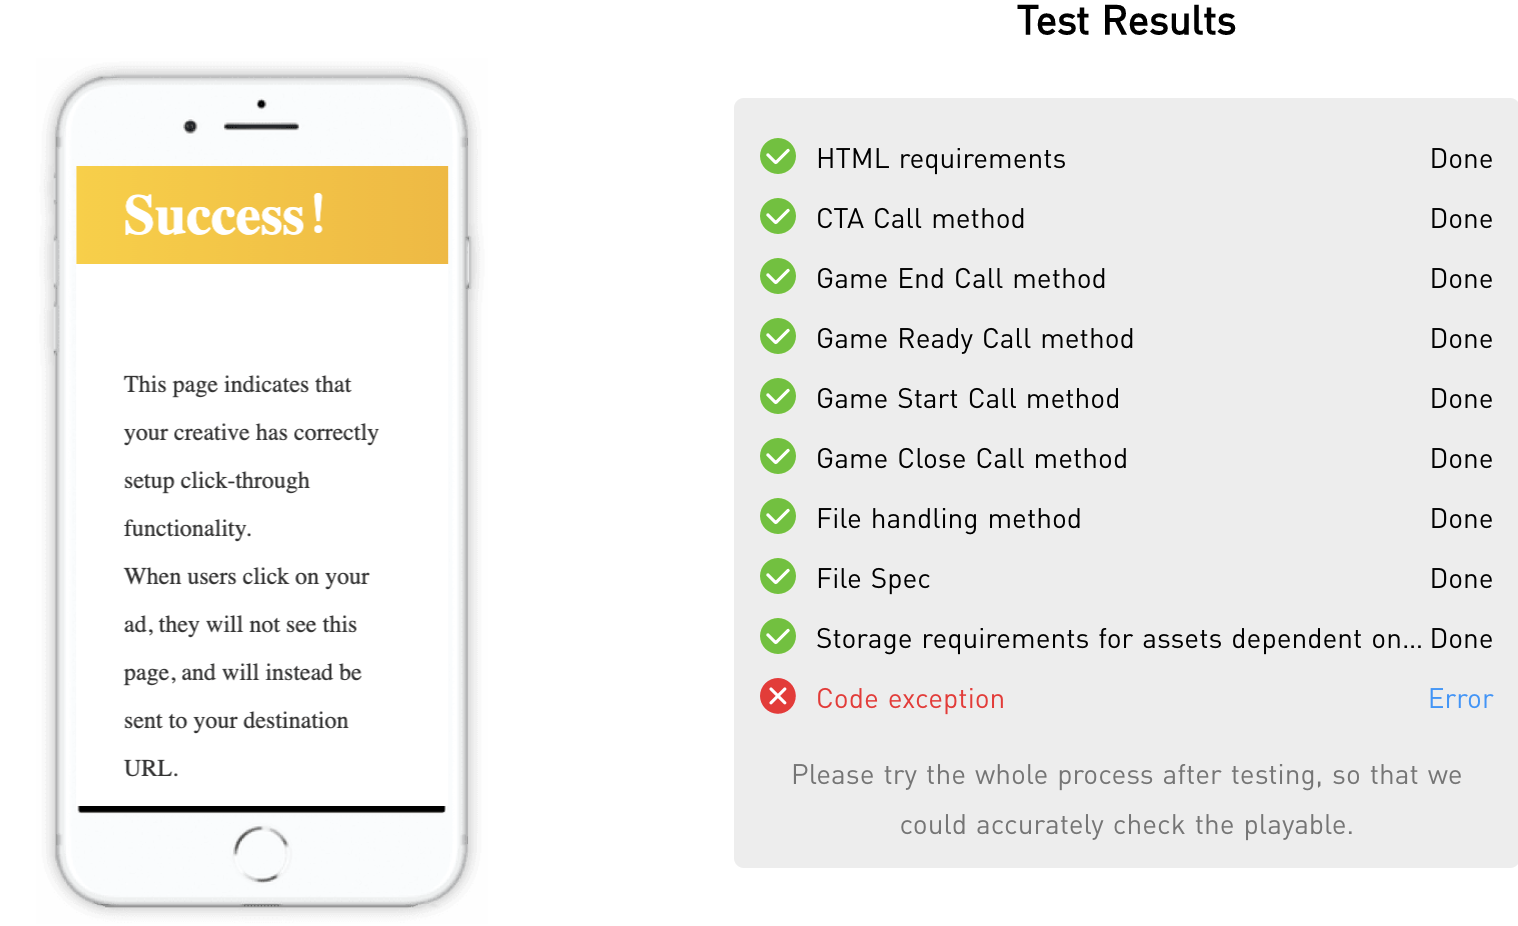 Test Results
Success!
This page indicates that
your creative has correctly
setup click-through
functionality.
When users click on your
ad, they will not see this
page, and will instead be
sent to your destination
URL.
HTML requirements Done
CTA Call method Done
Game End Call method Done
Game Ready Call method Done
Game Start Call method Done
Game Close Call method Done
File handling method Done
File Spec Done
Storage requirements for assets dependent on... Done
Code exception Error
Please try the whole process after testing, so that we
could accurately check the playable.